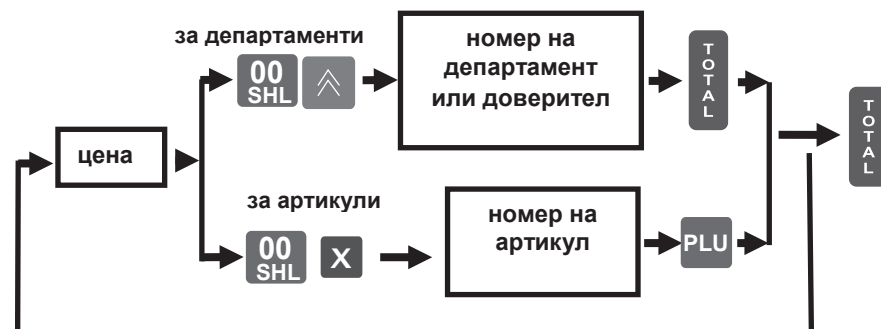 за департаменти
00
SHL
номер на
департамент
или доверител
TOTAL
TOTAL
цена
за артикули
00
SHL
X
номер на
артикул
PLU